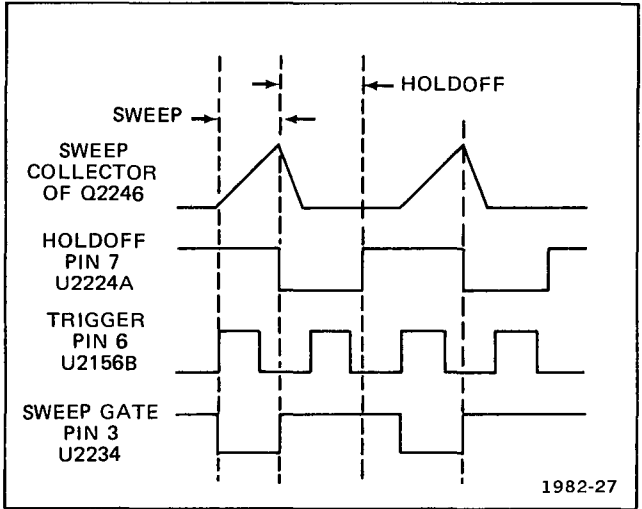 HOLDOFF
SWEEP
SWEEP
COLLECTOR
OF Q2246
HOLDOFF
PIN 7
U2224A
TRIGGER
PIN 6
U2156B
SWEEP GATE
PIN 3
U2234
1982-27